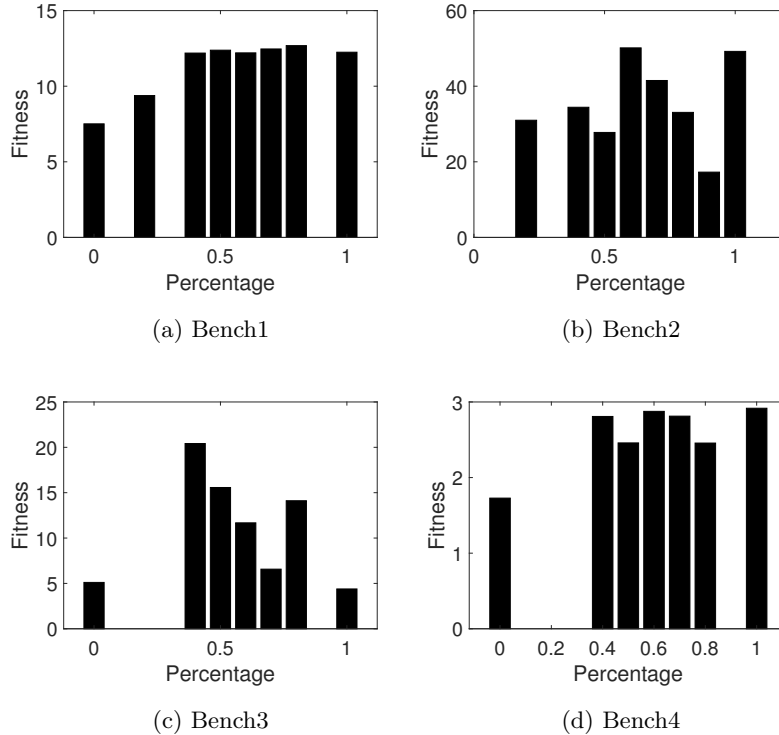 15
10
5
0
Fitness
0 0.5 1
Percentage
(a) Bench1
60
40
20
0
Fitness
0 0.5 1
Percentage
(b) Bench2
25
20
15
10
5
0
Fitness
0 0.5 1
Percentage
(c) Bench3
3
2
1
0
Fitness
0 0.2 0.4 0.6 0.8 1
Percentage
(d) Bench4